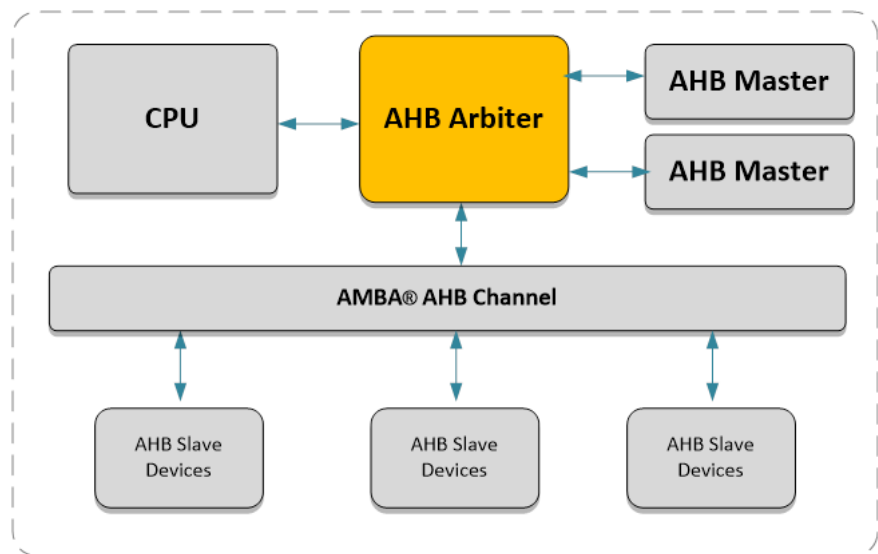 CPU
AHB Arbiter
AHB Master
AHB Master
AMBA® AHB Channel
AHB Slave
Devices
AHB Slave
Devices
AHB Slave
Devices